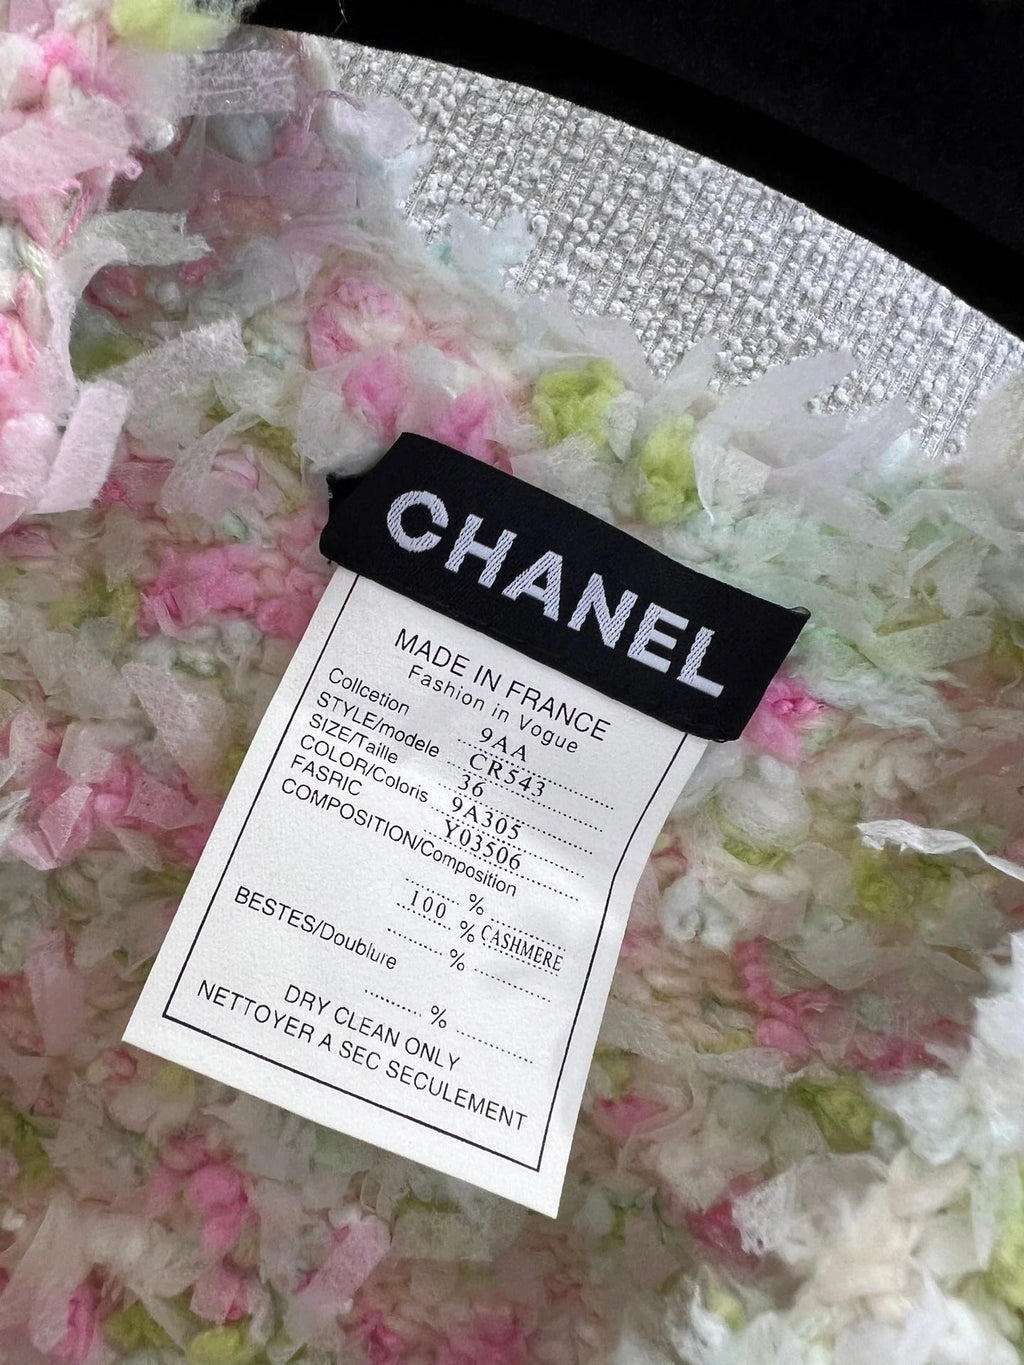 CHANEL
MADE IN FRANCE
Fashion in Vogue
Collcetion 9AA
STYLE/modele CR543
SIZE/Taille 36
COLOR/Coloris 9A305
FASRIC Y03506
COMPOSITION/Composition
%
100 % CASHMERE
%
BESTES/Doublure
%
DRY CLEAN ONLY
NETTOYER A SEC SECULEMENT